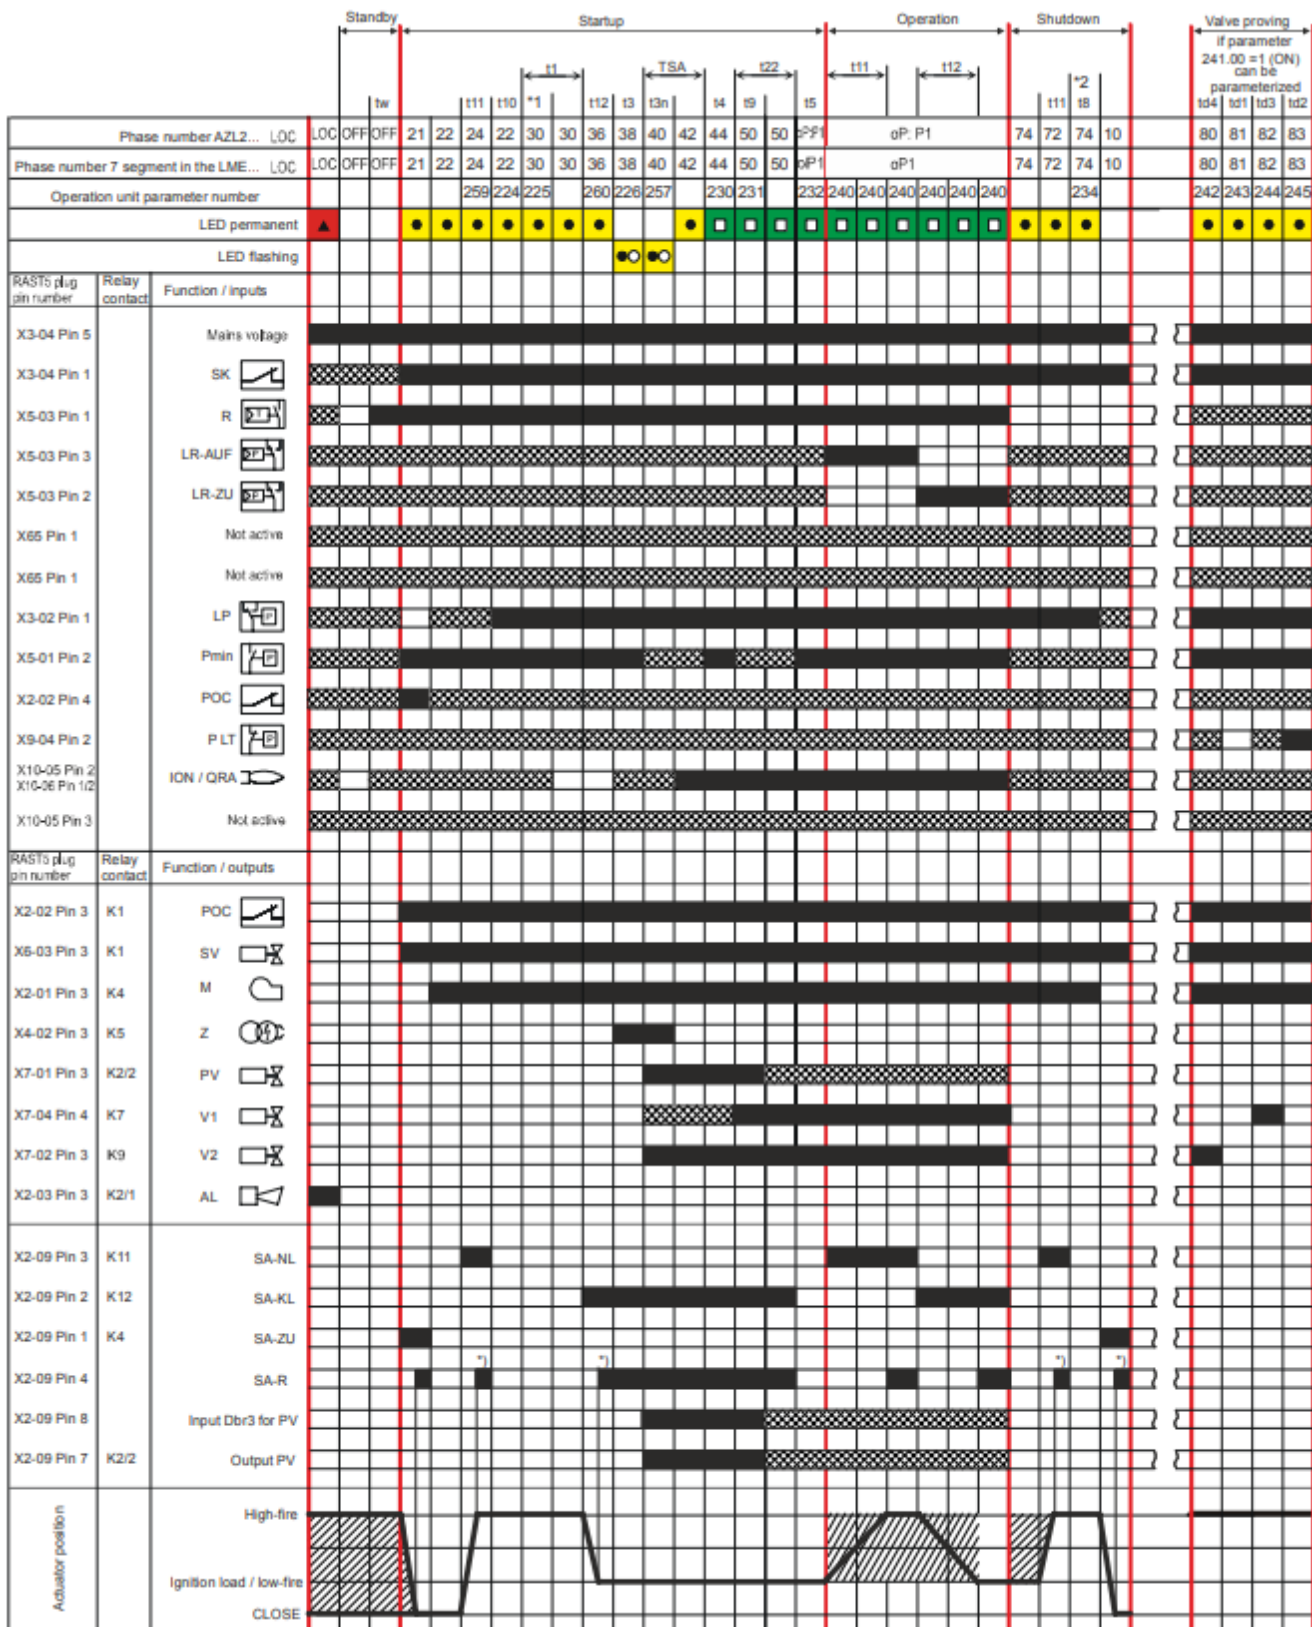 Standby Startup Operation Shutdown Valve proving
if parameter
241.00 =1 (ON)
can be
parameterized
t1 TSA t22 t11 t12
*2
tw t11 t10 *1 t12 t3 t3n t4 t9 t5 t11 t8 td4 td1 td3 td2
Phase number AZL2... LOC LOC OFF OFF 21 22 24 22 30 30 36 38 40 42 44 50 50 oP:P1 oP: P1 74 72 74 10 80 81 82 83
Phase number 7 segment in the LME... LOC LOC OFF OFF 21 22 24 22 30 30 36 38 40 42 44 50 50 oP1 oP1 74 72 74 10 80 81 82 83
Operation unit parameter number 259 224 225 260 226 257 230 231 232 240 240 240 240 240 240 234 242 243 244 245
LED permanent
LED flashing
RAST5 plug pin number Relay contact Function / inputs
X3-04 Pin 5 Mains voltage
X3-04 Pin 1 SK
X5-03 Pin 1 R
X5-03 Pin 3 LR-AUF
X5-03 Pin 2 LR-ZU
X65 Pin 1 Not active
X65 Pin 1 Not active
X3-02 Pin 1 LP
X5-01 Pin 2 Pmin
X2-02 Pin 4 POC
X9-04 Pin 2 P LT
X10-05 Pin 2
X10-06 Pin 1/2 ION / QRA
X10-05 Pin 3 Not active
RAST5 plug pin number Relay contact Function / outputs
X2-02 Pin 3 K1 POC
X6-03 Pin 3 K1 SV
X2-01 Pin 3 K4 M
X4-02 Pin 3 K5 Z
X7-01 Pin 3 K2/2 PV
X7-04 Pin 4 K7 V1
X7-02 Pin 3 K9 V2
X2-03 Pin 3 K2/1 AL
X2-09 Pin 3 K11 SA-NL
X2-09 Pin 2 K12 SA-KL
X2-09 Pin 1 K4 SA-ZU
*) *) *) *)
X2-09 Pin 4 SA-R
X2-09 Pin 8 Input Dbr3 for PV
X2-09 Pin 7 K2/2 Output PV
Actuator position
High-fire
Ignition load / low-fire
CLOSE